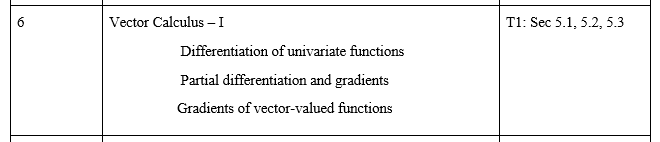 6 Vector Calculus – I T1: Sec 5.1, 5.2, 5.3
Differentiation of univariate functions
Partial differentiation and gradients
Gradients of vector-valued functions